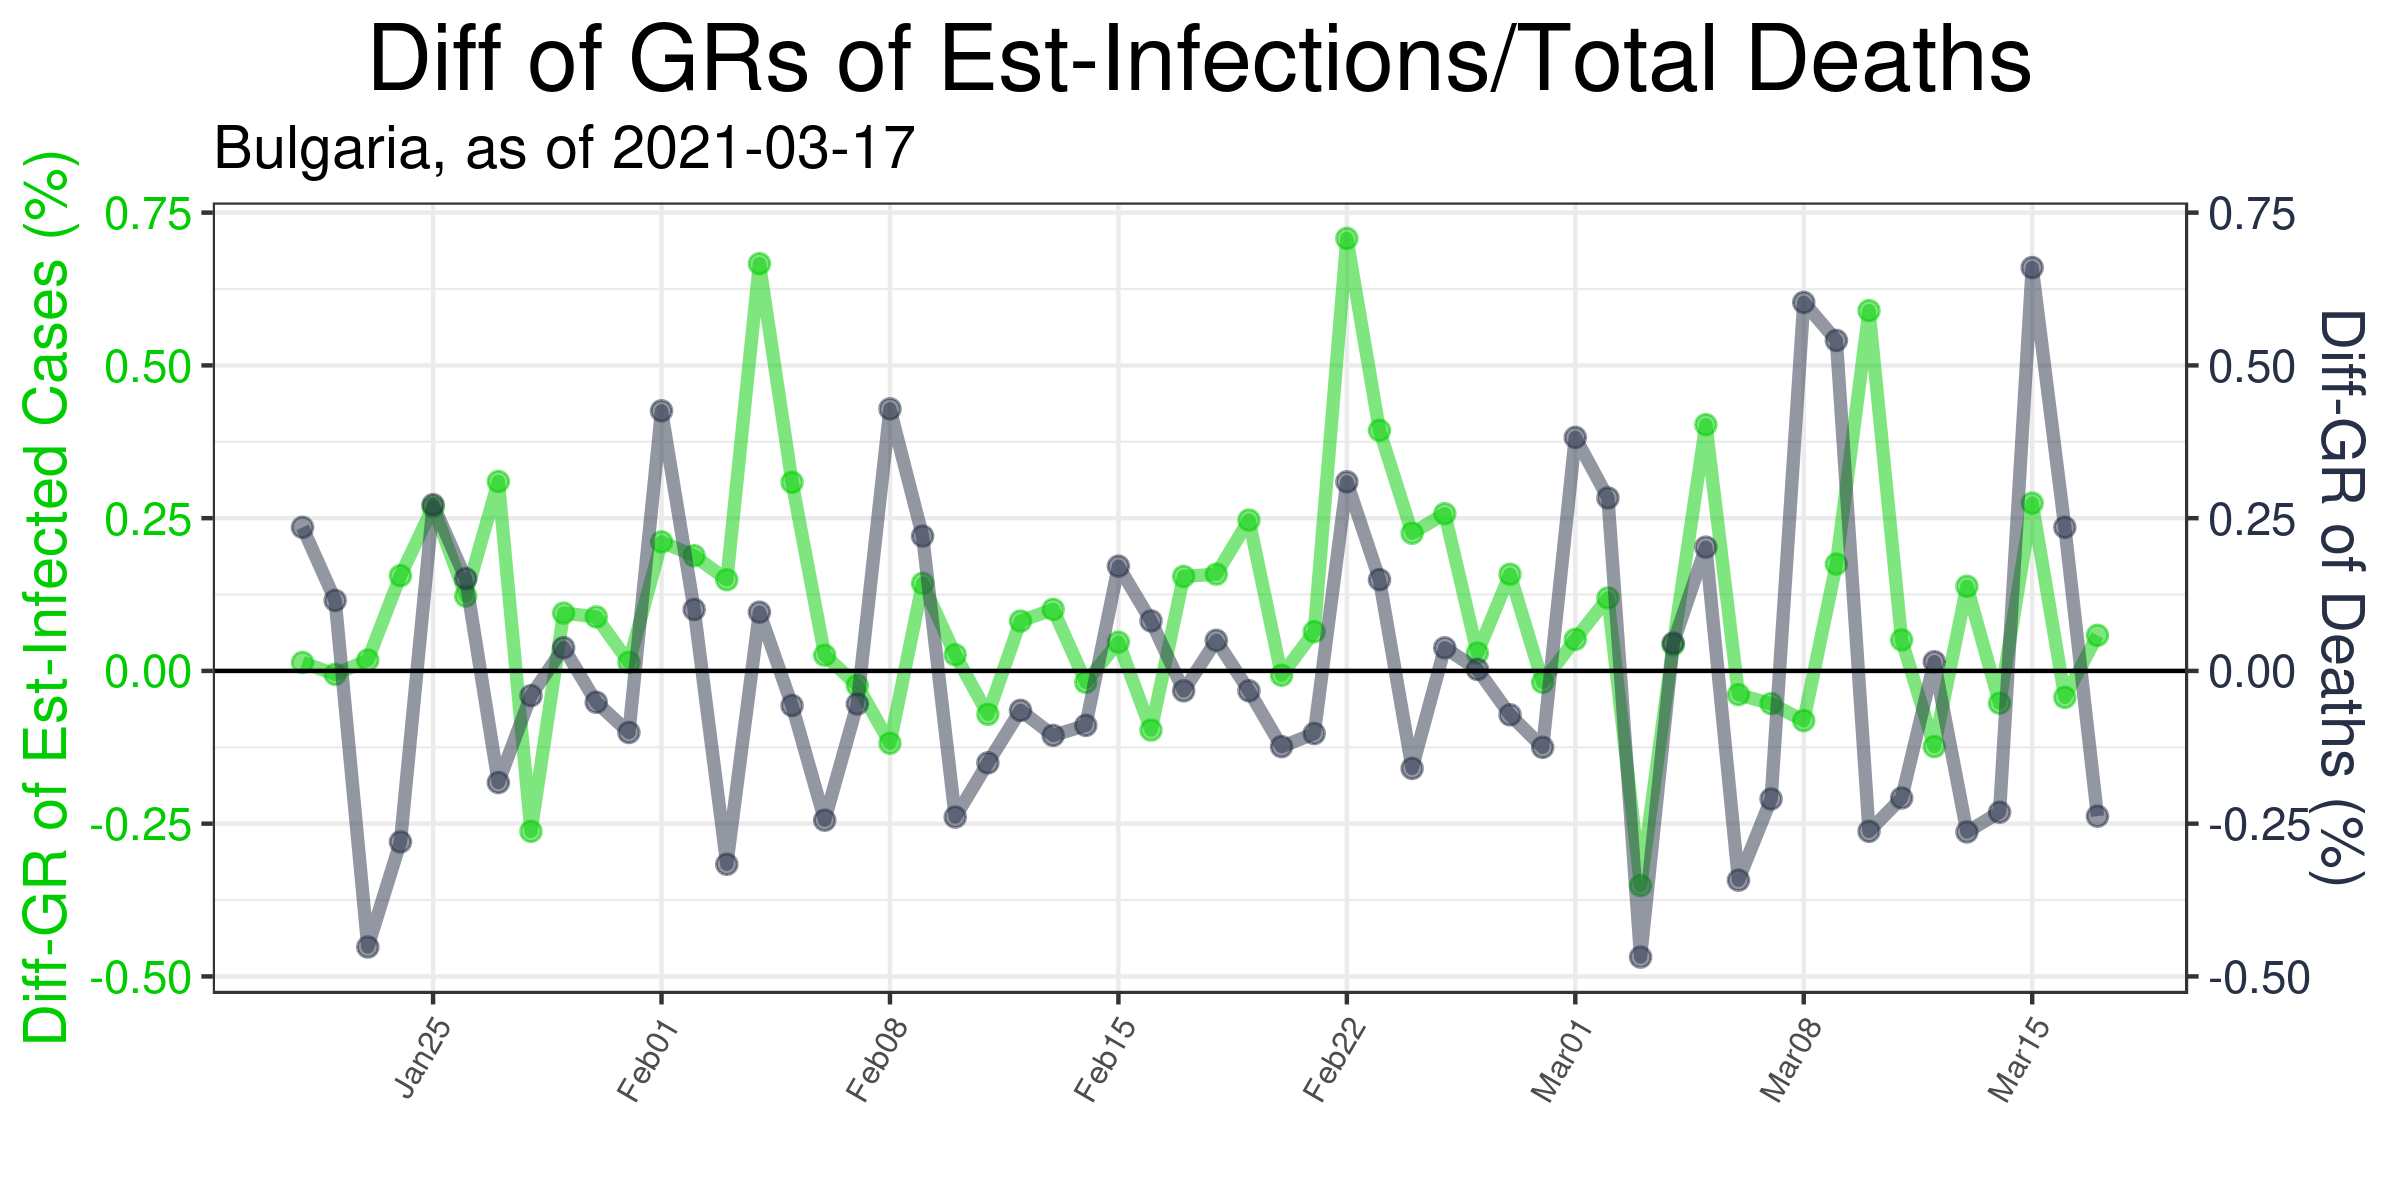 Diff of GRs of Est-Infections/Total Deaths
Bulgaria, as of 2021-03-17
Diff-GR of Est-Infected Cases (%)
0.75
0.50
0.25
0.00
-0.25
-0.50
0.75
0.50
0.25
0.00
-0.25
-0.50
Diff-GR of Deaths (%)
Jan25
Feb01
Feb08
Feb15
Feb22
Mar01
Mar08
Mar15